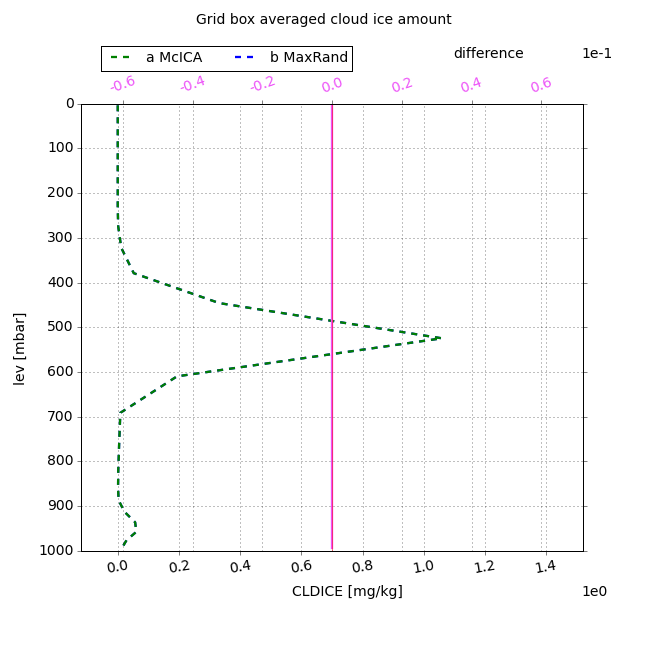 Grid box averaged cloud ice amount
a McICA b MaxRand difference 1e-1
-0.6 -0.4 -0.2 0.0 0.2 0.4 0.6
0
100
200
300
400
500
600
700
800
900
1000
lev [mbar]
0.0 0.2 0.4 0.6 0.8 1.0 1.2 1.4
CLDICE [mg/kg] 1e0